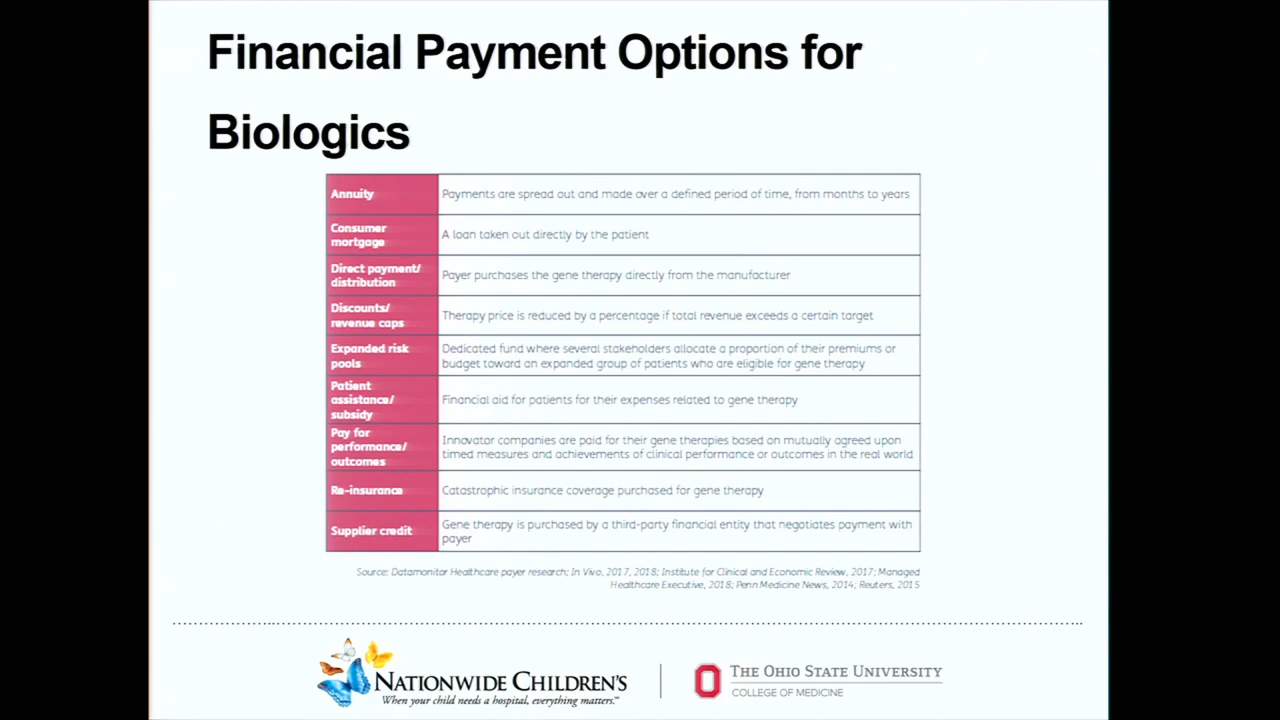 Financial Payment Options for
Biologics
Annuity
Payments are spread out and made over a defined period of time, from months to years
Consumer
mortgage
A loan taken out directly by the patient
Direct payment/
distribution
Payer purchases the gene therapy directly from the manufacturer
Discounts/
revenue caps
Therapy price is reduced by a percentage if total revenue exceeds a certain target
Expanded risk
pools
Dedicated fund where several stakeholders allocate a proportion of their premiums or
budget toward an expanded group of patients who are eligible for gene therapy
Patient
assistance/
subsidy
Financial aid for patients for their expenses related to gene therapy
Pay for
performance/
outcomes
Innovator companies are paid for their gene therapies based on mutually agreed upon
timed measures and achievements of clinical performance or outcomes in the real world
Re-insurance
Catastrophic insurance coverage purchased for gene therapy
Supplier credit
Gene therapy is purchased by a third-party financial entity that negotiates payment with
payer
Source: Datamonitor Healthcare payer research; In Vivo, 2017, 2018; Institute for Clinical and Economic Review, 2017; Managed
Healthcare Executive, 2018; Penn Medicine News, 2014; Reuters, 2015
NATIONWIDE CHILDREN'S
When your child needs a hospital, everything matters.™
THE OHIO STATE UNIVERSITY
COLLEGE OF MEDICINE